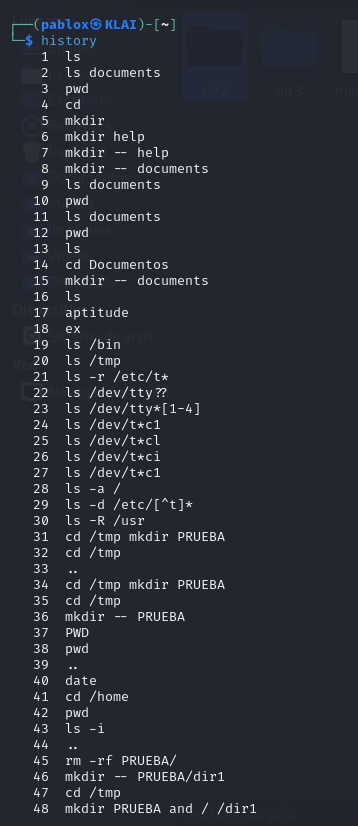 ┌──(pablox㉿KLAI)-[~]
└─$ history
1 ls
2 ls documents
3 pwd
4 cd
5 mkdir
6 mkdir help
7 mkdir -- help
8 mkdir -- documents
9 ls documents
10 pwd
11 ls documents
12 pwd
13 ls
14 cd Documentos
15 mkdir -- documents
16 ls
17 aptitude
18 ex
19 ls /bin
20 ls /tmp
21 ls -r /etc/t*
22 ls /dev/tty??
23 ls /dev/tty*[1-4]
24 ls /dev/t*c1
25 ls /dev/t*cl
26 ls /dev/t*ci
27 ls /dev/t*c1
28 ls -a /
29 ls -d /etc/[^t]*
30 ls -R /usr
31 cd /tmp mkdir PRUEBA
32 cd /tmp
33 ..
34 cd /tmp mkdir PRUEBA
35 cd /tmp
36 mkdir -- PRUEBA
37 PWD
38 pwd
39 ..
40 date
41 cd /home
42 pwd
43 ls -i
44 ..
45 rm -rf PRUEBA/
46 mkdir -- PRUEBA/dir1
47 cd /tmp
48 mkdir PRUEBA and / /dir1
dir2
dir3